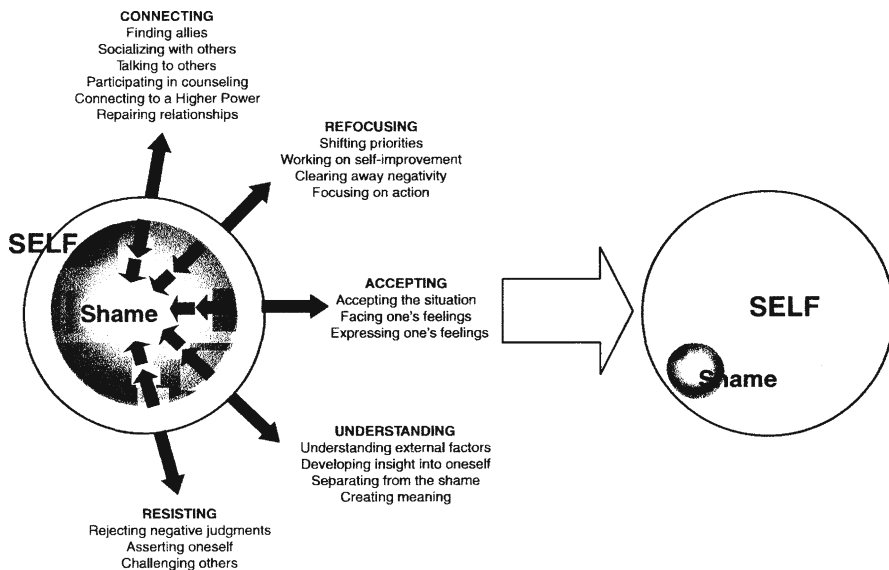 CONNECTING
Finding allies
Socializing with others
Talking to others
Participating in counseling
Connecting to a Higher Power
Repairing relationships
REFOCUSING
Shifting priorities
Working on self-improvement
Clearing away negativity
Focusing on action
SELF
Shame
ACCEPTING
Accepting the situation
Facing one's feelings
Expressing one's feelings
UNDERSTANDING
Understanding external factors
Developing insight into oneself
Separating from the shame
Creating meaning
RESISTING
Rejecting negative judgments
Asserting oneself
Challenging others
SELF
Shame